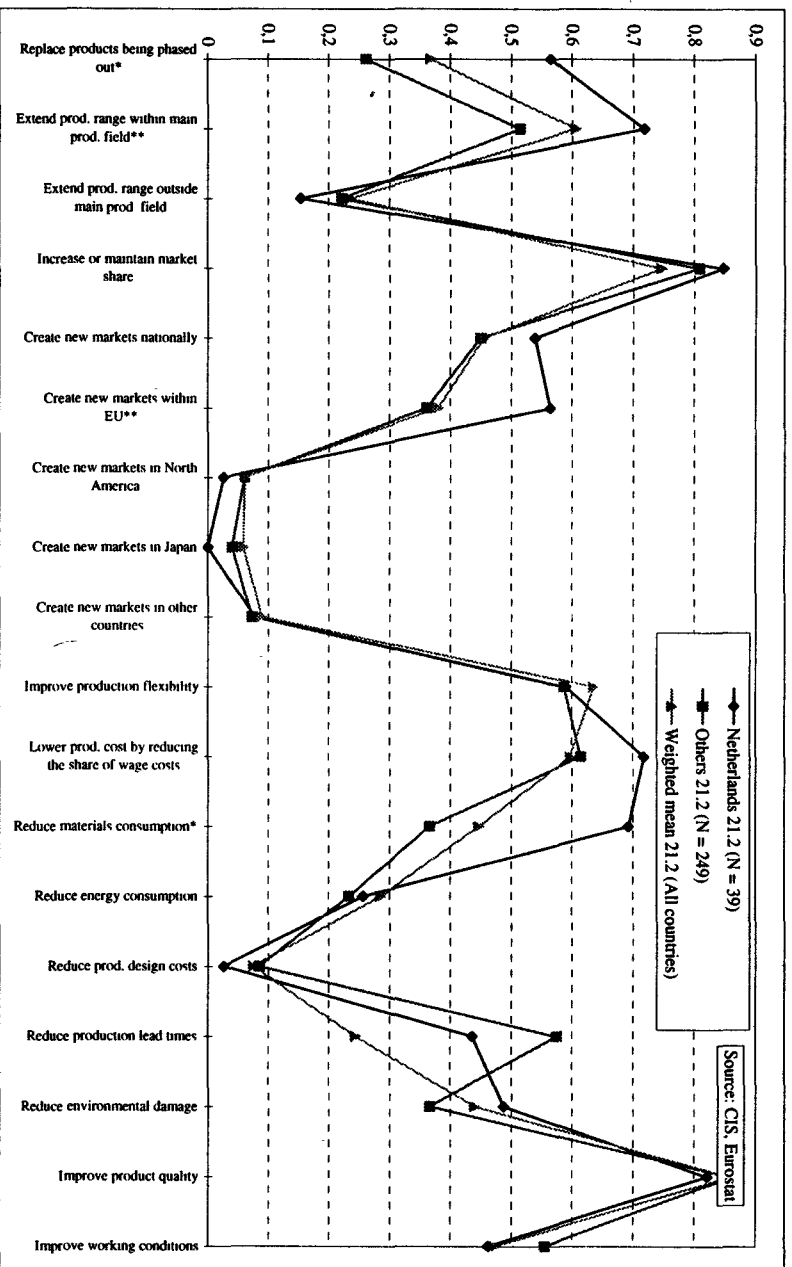 0
0,1
0,2
0,3
0,4
0,5
0,6
0,7
0,8
0,9
Replace products being phased
out*
Extend prod. range within main
prod. field**
Extend prod. range outside
main prod field
Increase or maintain market
share
Create new markets nationally
Create new markets within
EU**
Create new markets in North
America
Create new markets in Japan
Create new markets in other
countries
Improve production flexibility
Lower prod. cost by reducing
the share of wage costs
Reduce materials consumption*
Reduce energy consumption
Reduce prod. design costs
Reduce production lead times
Reduce environmental damage
Improve product quality
Improve working conditions
Netherlands 21.2 (N = 39)
Others 21.2 (N = 249)
Weighted mean 21.2 (All countries)
Source: CIS, Eurostat